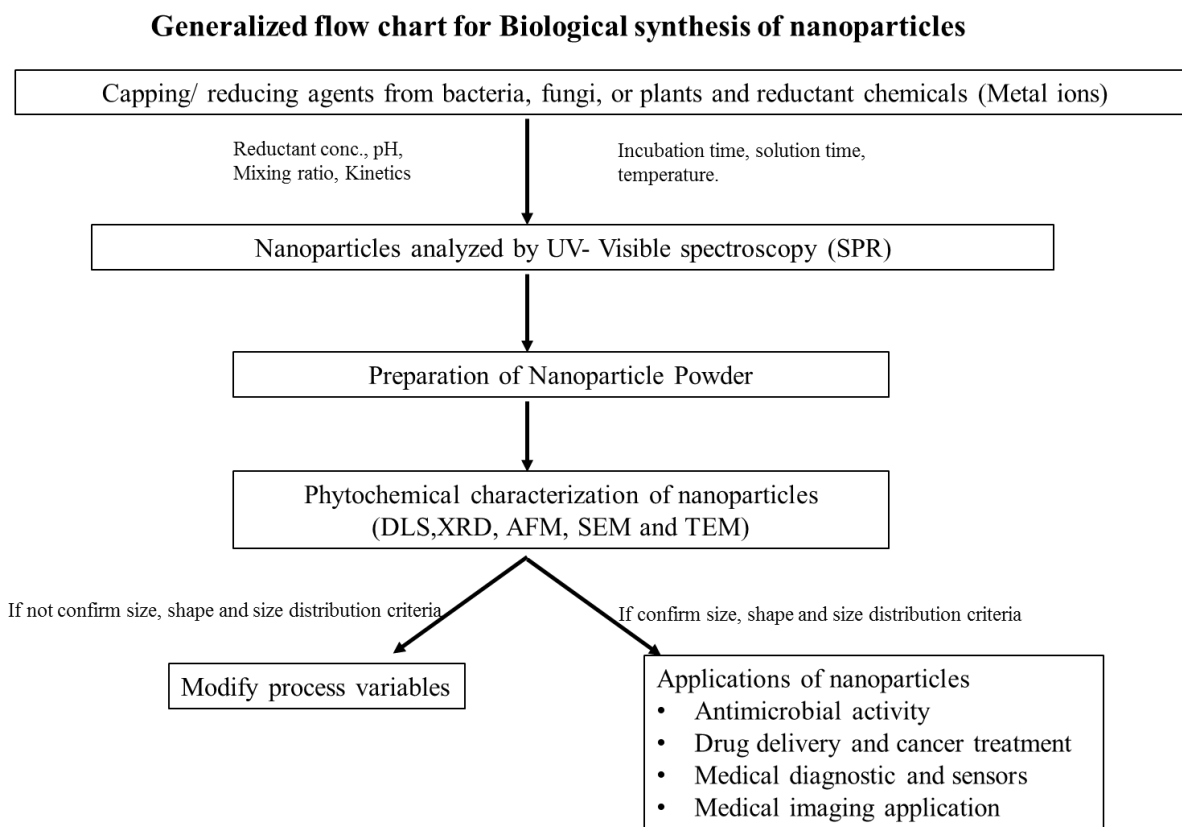 Generalized flow chart for Biological synthesis of nanoparticles
Capping/ reducing agents from bacteria, fungi, or plants and reductant chemicals (Metal ions)
Reductant conc., pH,
Mixing ratio, Kinetics
Incubation time, solution time,
temperature.
Nanoparticles analyzed by UV- Visible spectroscopy (SPR)
Preparation of Nanoparticle Powder
Phytochemical characterization of nanoparticles
(DLS,XRD, AFM, SEM and TEM)
If not confirm size, shape and size distribution criteria
If confirm size, shape and size distribution criteria
Modify process variables
Applications of nanoparticles
• Antimicrobial activity
• Drug delivery and cancer treatment
• Medical diagnostic and sensors
• Medical imaging application